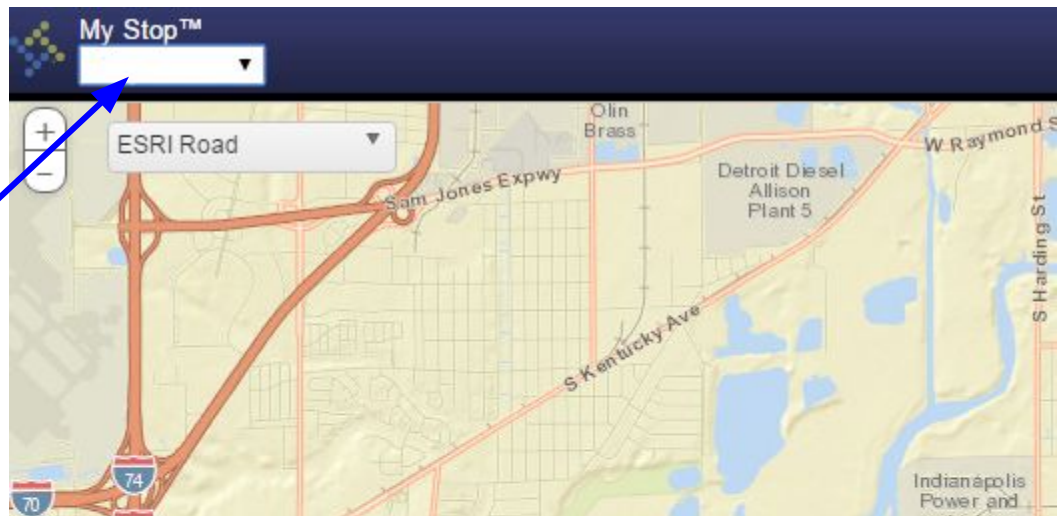 My Stop™
+
−
ESRI Road
Olin
Brass
W Raymond S
Sam Jones Expwy
Detroit Diesel
Allison
Plant 5
S Harding St
S Kentucky Ave
74
70
Indianapolis
Power and